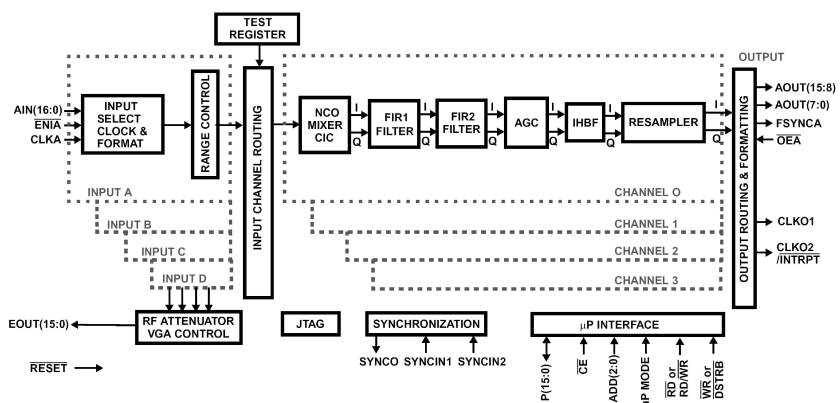 TEST
REGISTER
OUTPUT
AIN(16:0)
ENIA
CLKA
INPUT
SELECT
CLOCK &
FORMAT
RANGE CONTROL
INPUT CHANNEL ROUTING
NCO
MIXER
CIC
I
Q
FIR1
FILTER
I
Q
FIR2
FILTER
I
Q
AGC
I
Q
IHBF
RESAMPLER
I
Q
OUTPUT ROUTING & FORMATTING
AOUT(15:8)
AOUT(7:0)
FSYNCA
OEA
CLKO1
CLKO2
/INTRPT
INPUT A
INPUT B
INPUT C
INPUT D
CHANNEL O
CHANNEL 1
CHANNEL 2
CHANNEL 3
EOUT(15:0)
RF ATTENUATOR
VGA CONTROL
RESET
JTAG
SYNCHRONIZATION
SYNCO
SYNCIN1
SYNCIN2
µP INTERFACE
P(15:0)
CE
ADD(2:0)
µP MODE
RD or
RD/WR
WR or
DSTRB